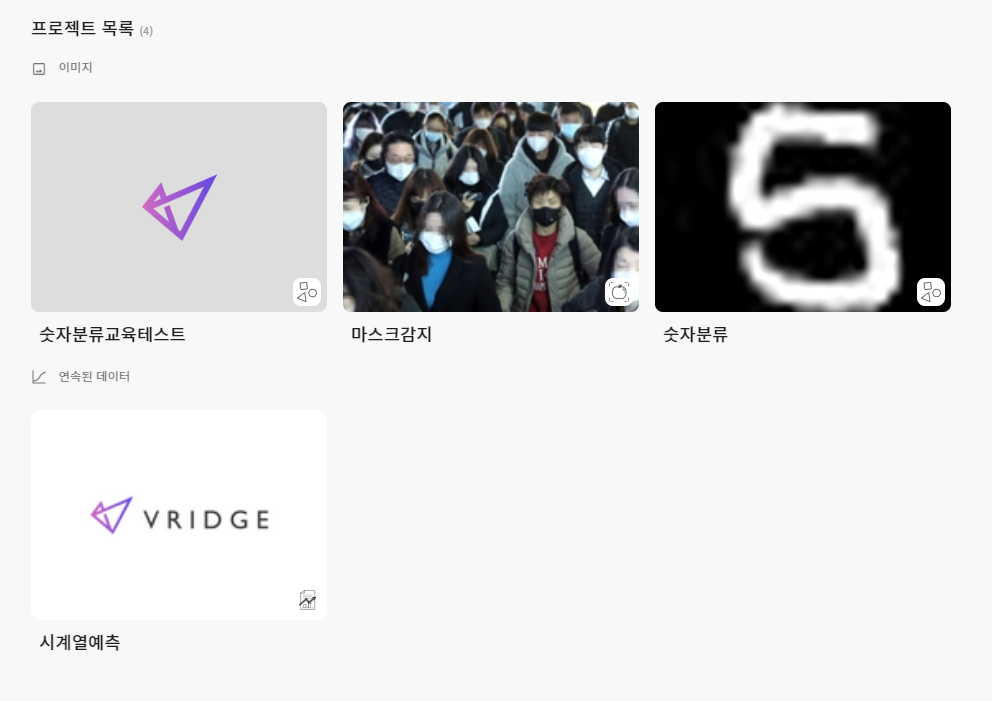 프로젝트 목록 (4)
이미지
5
숫자분류교육테스트
마스크감지
숫자분류
연속된 데이터
VRIDGE
시계열예측